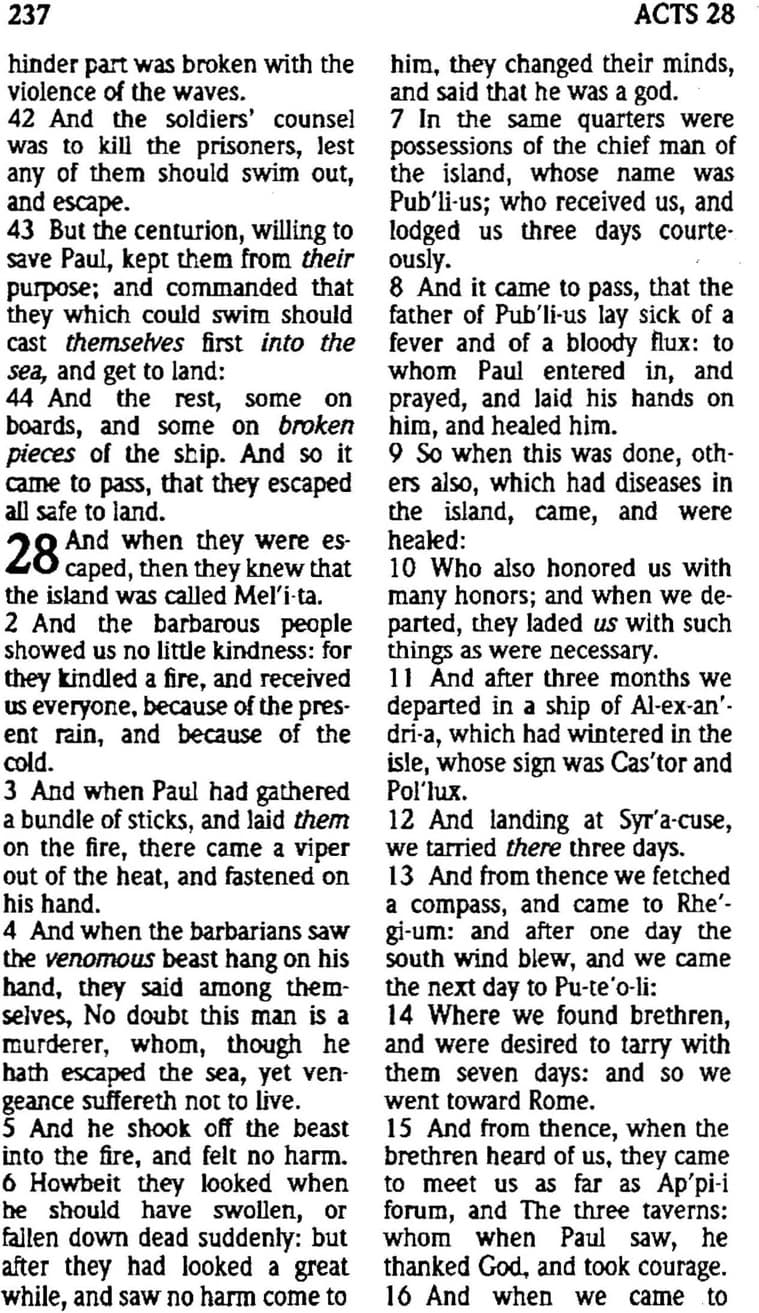 237
ACTS 28
hinder part was broken with the
violence of the waves.
42 And the soldiers' counsel
was to kill the prisoners, lest
any of them should swim out,
and escape.
43 But the centurion, willing to
save Paul, kept them from their
purpose; and commanded that
they which could swim should
cast themselves first into the
sea, and get to land:
44 And the rest, some on
boards, and some on broken
pieces of the ship. And so it
came to pass, that they escaped
all safe to land.
28 And when they were es-
caped, then they knew that
the island was called Mel'i-ta.
2 And the barbarous people
showed us no little kindness: for
they kindled a fire, and received
us everyone, because of the pres-
ent rain, and because of the
cold.
3 And when Paul had gathered
a bundle of sticks, and laid them
on the fire, there came a viper
out of the heat, and fastened on
his hand.
4 And when the barbarians saw
the venomous beast hang on his
hand, they said among them-
selves, No doubt this man is a
murderer, whom, though he
hath escaped the sea, yet ven-
geance suffereth not to live.
5 And he shook off the beast
into the fire, and felt no harm.
6 Howbeit they looked when
he should have swollen, or
fallen down dead suddenly: but
after they had looked a great
while, and saw no harm come to
him, they changed their minds,
and said that he was a god.
7 In the same quarters were
possessions of the chief man of
the island, whose name was
Pub'li-us; who received us, and
lodged us three days courte-
ously.
8 And it came to pass, that the
father of Pub'li-us lay sick of a
fever and of a bloody flux: to
whom Paul entered in, and
prayed, and laid his hands on
him, and healed him.
9 So when this was done, oth-
ers also, which had diseases in
the island, came, and were
healed:
10 Who also honored us with
many honors; and when we de-
parted, they laded us with such
things as were necessary.
11 And after three months we
departed in a ship of Al-ex-an'-
dri-a, which had wintered in the
isle, whose sign was Cas'tor and
Pol'lux.
12 And landing at Syr'a-cuse,
we tarried there three days.
13 And from thence we fetched
a compass, and came to Rhe'-
gi-um: and after one day the
south wind blew, and we came
the next day to Pu-te'o-li:
14 Where we found brethren,
and were desired to tarry with
them seven days: and so we
went toward Rome.
15 And from thence, when the
brethren heard of us, they came
to meet us as far as Ap'pi-i
forum, and The three taverns:
whom when Paul saw, he
thanked God, and took courage.
16 And when we came to